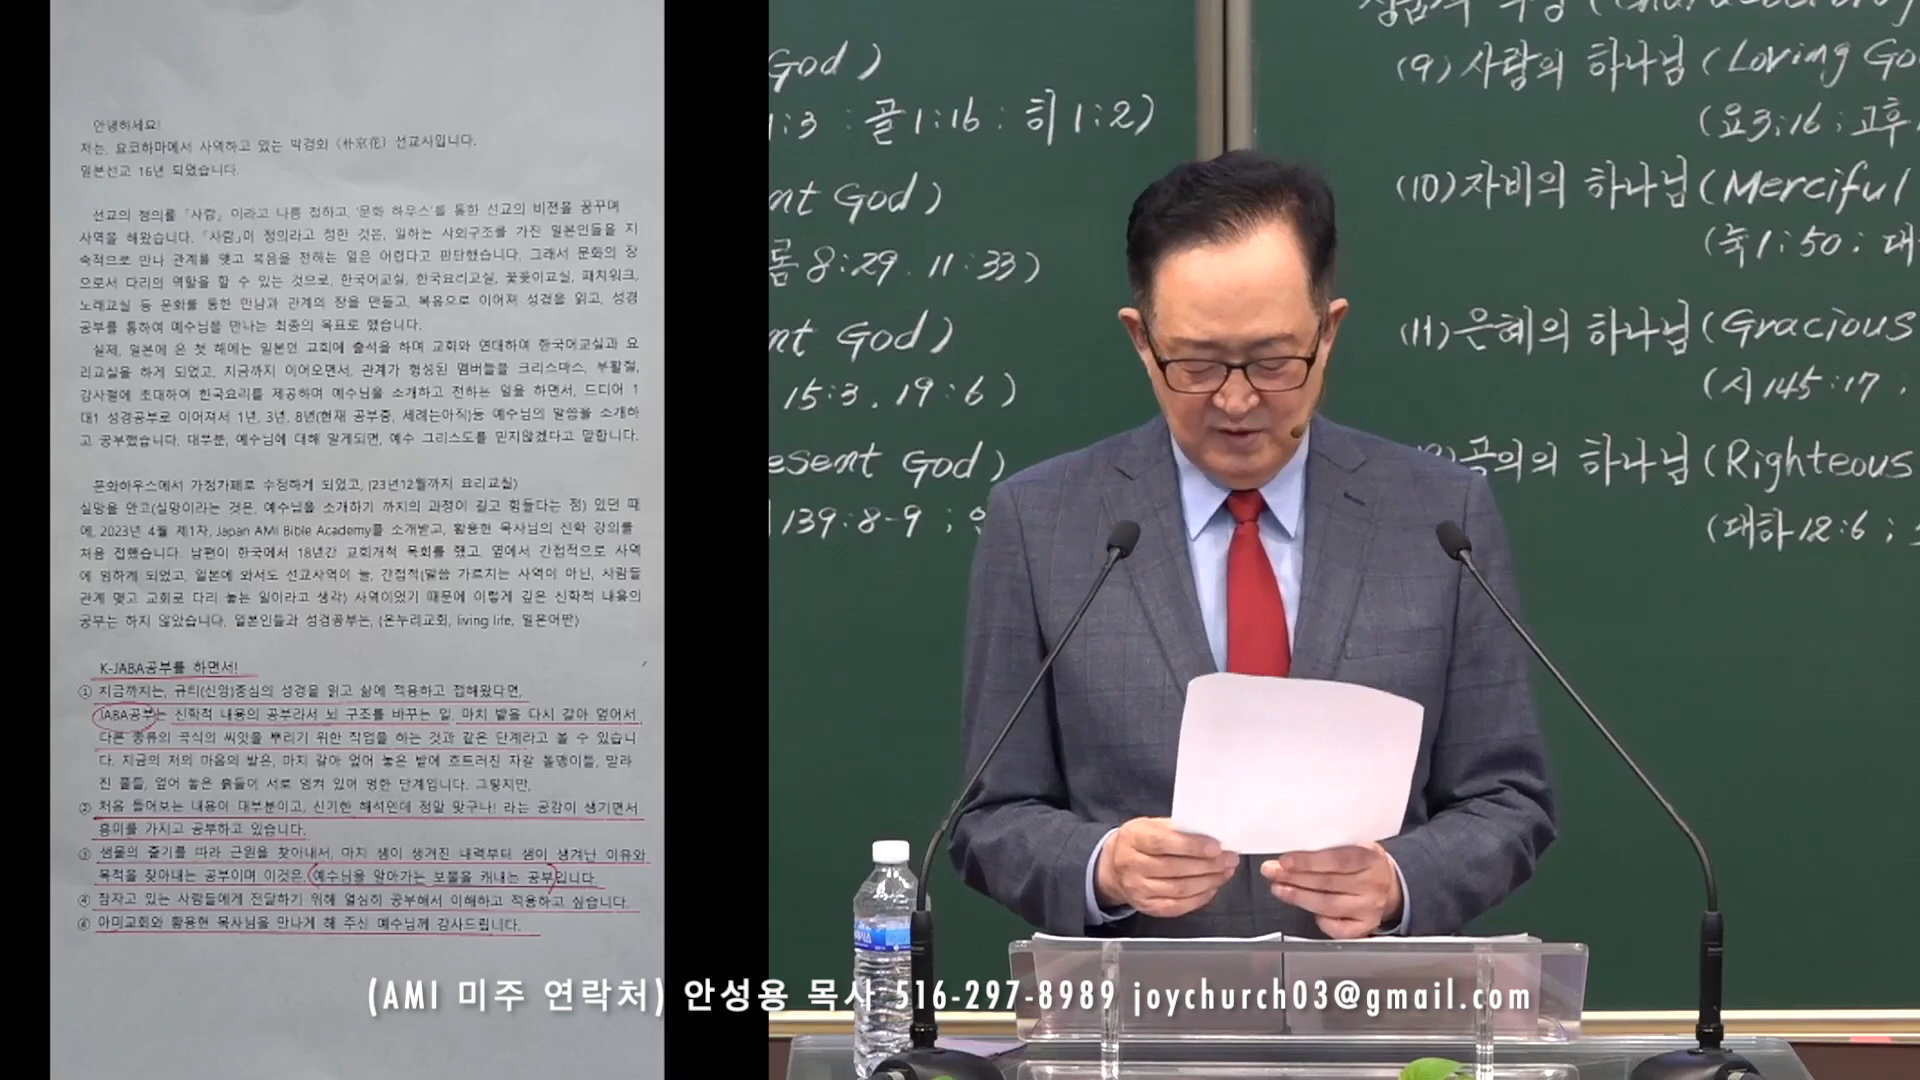 안녕하세요!
저는, 요코하마에서 사역하고 있는 박경화 (朴京花) 선교사입니다.
일본선교 16년 되었습니다.
선교의 정의를 「사람」 이라고 나름 정하고, '문화 하우스'를 통한 선교의 비젼을 꿈꾸며
사역을 해왔습니다. 「사람」이 정의라고 정한 것은, 일하는 사회구조를 가진 일본인들을 지
속적으로 만나 관계를 맺고 복음을 전하는 일은 어렵다고 판단했습니다. 그래서 문화의 장
으로서 다리의 역할을 할 수 있는 것으로, 한국어교실, 한국요리교실, 꽃꽂이교실, 패치워크,
노래교실 등 문화를 통한 만남과 관계의 장을 만들고, 복음으로 이어져 성경을 읽고, 성경
공부를 통하여 예수님을 만나는 최종의 목표로 했습니다.
실제, 일본에 온 첫 해에는 일본인 교회에 출석을 하며 교회와 연대하여 한국어교실과 요
리교실을 하게 되었고, 지금까지 이어오면서, 관계가 형성된 멤버들을 크리스마스, 부활절,
감사절에 초대하여 한국요리를 제공하며 예수님을 소개하고 전하는 일을 하면서, 드디어 1
대1 성경공부로 이어져서 1년, 3년, 8년(현재 공부중, 세례는아직)등 예수님의 말씀을 소개하
고 공부했습니다. 대부분, 예수님에 대해 알게되면, 예수 그리스도를 믿지않겠다고 말합니다.
문화하우스에서 가정카페로 수정하게 되었고, (23년12월까지 요리교실)
실망을 안고(실망이라는 것은, 예수님을 소개하기 까지의 과정이 길고 힘들다는 점) 있던 때
에, 2023년 4월 제1차, Japan AMI Bible Academy를 소개받고, 황용현 목사님의 신학 강의를
처음 접했습니다. 남편이 한국에서 18년간 교회개척 목회를 했고, 옆에서 간접적으로 사역
에 임하게 되었고, 일본에 와서도 선교사역이 늘, 간접적(말씀 가르치는 사역이 아닌, 사람들
관계 맺고 교회로 다리 놓는 일이라고 생각) 사역이었기 때문에 이렇게 깊은 신학적 내용의
공부는 하지 않았습니다. 일본인들과 성경공부는, (온누리교회, living life, 일본어판)
K-JABA공부를 하면서!
① 지금까지는, 큐티(신앙)중심의 성경을 읽고 삶에 적용하고 접해왔다면,
JABA공부는 신학적 내용의 공부라서 뇌 구조를 바꾸는 일, 마치 밭을 다시 갈아 엎어서,
다른 종류의 곡식의 씨앗을 뿌리기 위한 작업을 하는 것과 같은 단계라고 볼 수 있습니
다. 지금의 저의 마음의 밭은, 마치 갈아 엎어 놓은 밭에 흐트러진 자갈 돌맹이들, 말라
진 풀들, 엎어 놓은 흙들이 서로 엉켜 있어 멍한 단계입니다. 그렇지만,
② 처음 들어보는 내용이 대부분이고, 신기한 해석인데 정말 맞구나! 라는 공감이 생기면서
흥미를 가지고 공부하고 있습니다.
③ 샘물의 줄기를 따라 근원을 찾아내서, 마치 샘이 생겨진 내력부터 샘이 생겨난 이유와
목적을 찾아내는 공부이며 이것은, 예수님을 알아가는 보물을 캐내는 공부입니다.
④ 잠자고 있는 사람들에게 전달하기 위해 열심히 공부해서 이해하고 적용하고 싶습니다.
⑥ 아미교회와 황용현 목사님을 만나게 해 주신 예수님께 감사드립니다.
God)
1:3 : 골1:16 : 히1:2)
nt God)
롬8:29. 11:33)
nt God)
15:3. 19:6)
esent God)
139:8-9 ;
(9) 사랑의 하나님 (Loving Go
(요3:16 ; 고후
(10) 자비의 하나님 (Merciful
(눅1:50 : 대
(11) 은혜의 하나님 (Gracious
(시145:17 ,
공의의 하나님 (Righteous
(대하12:6 ;
(AMI 미주 연락처) 안성용 목사 516-297-8989 joychurch03@gmail.com